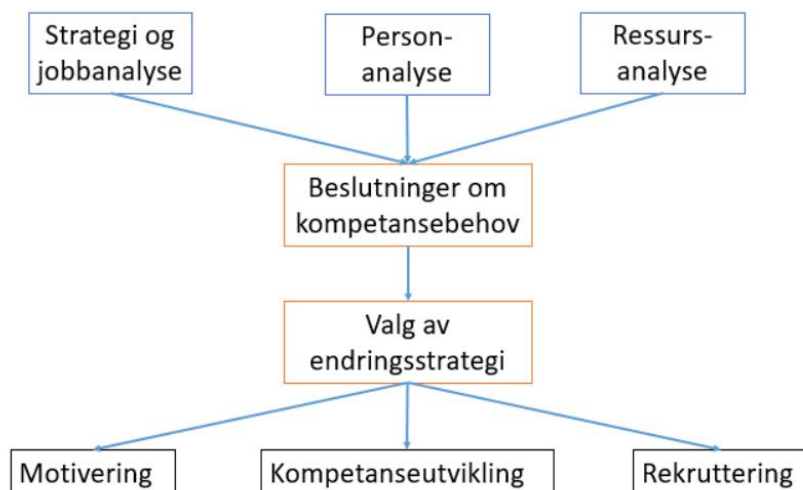 Strategi og
jobbanalyse
Person-
analyse
Ressurs-
analyse
Beslutninger om
kompetansebehov
Valg av
endringsstrategi
Motivering
Kompetanseutvikling
Rekruttering